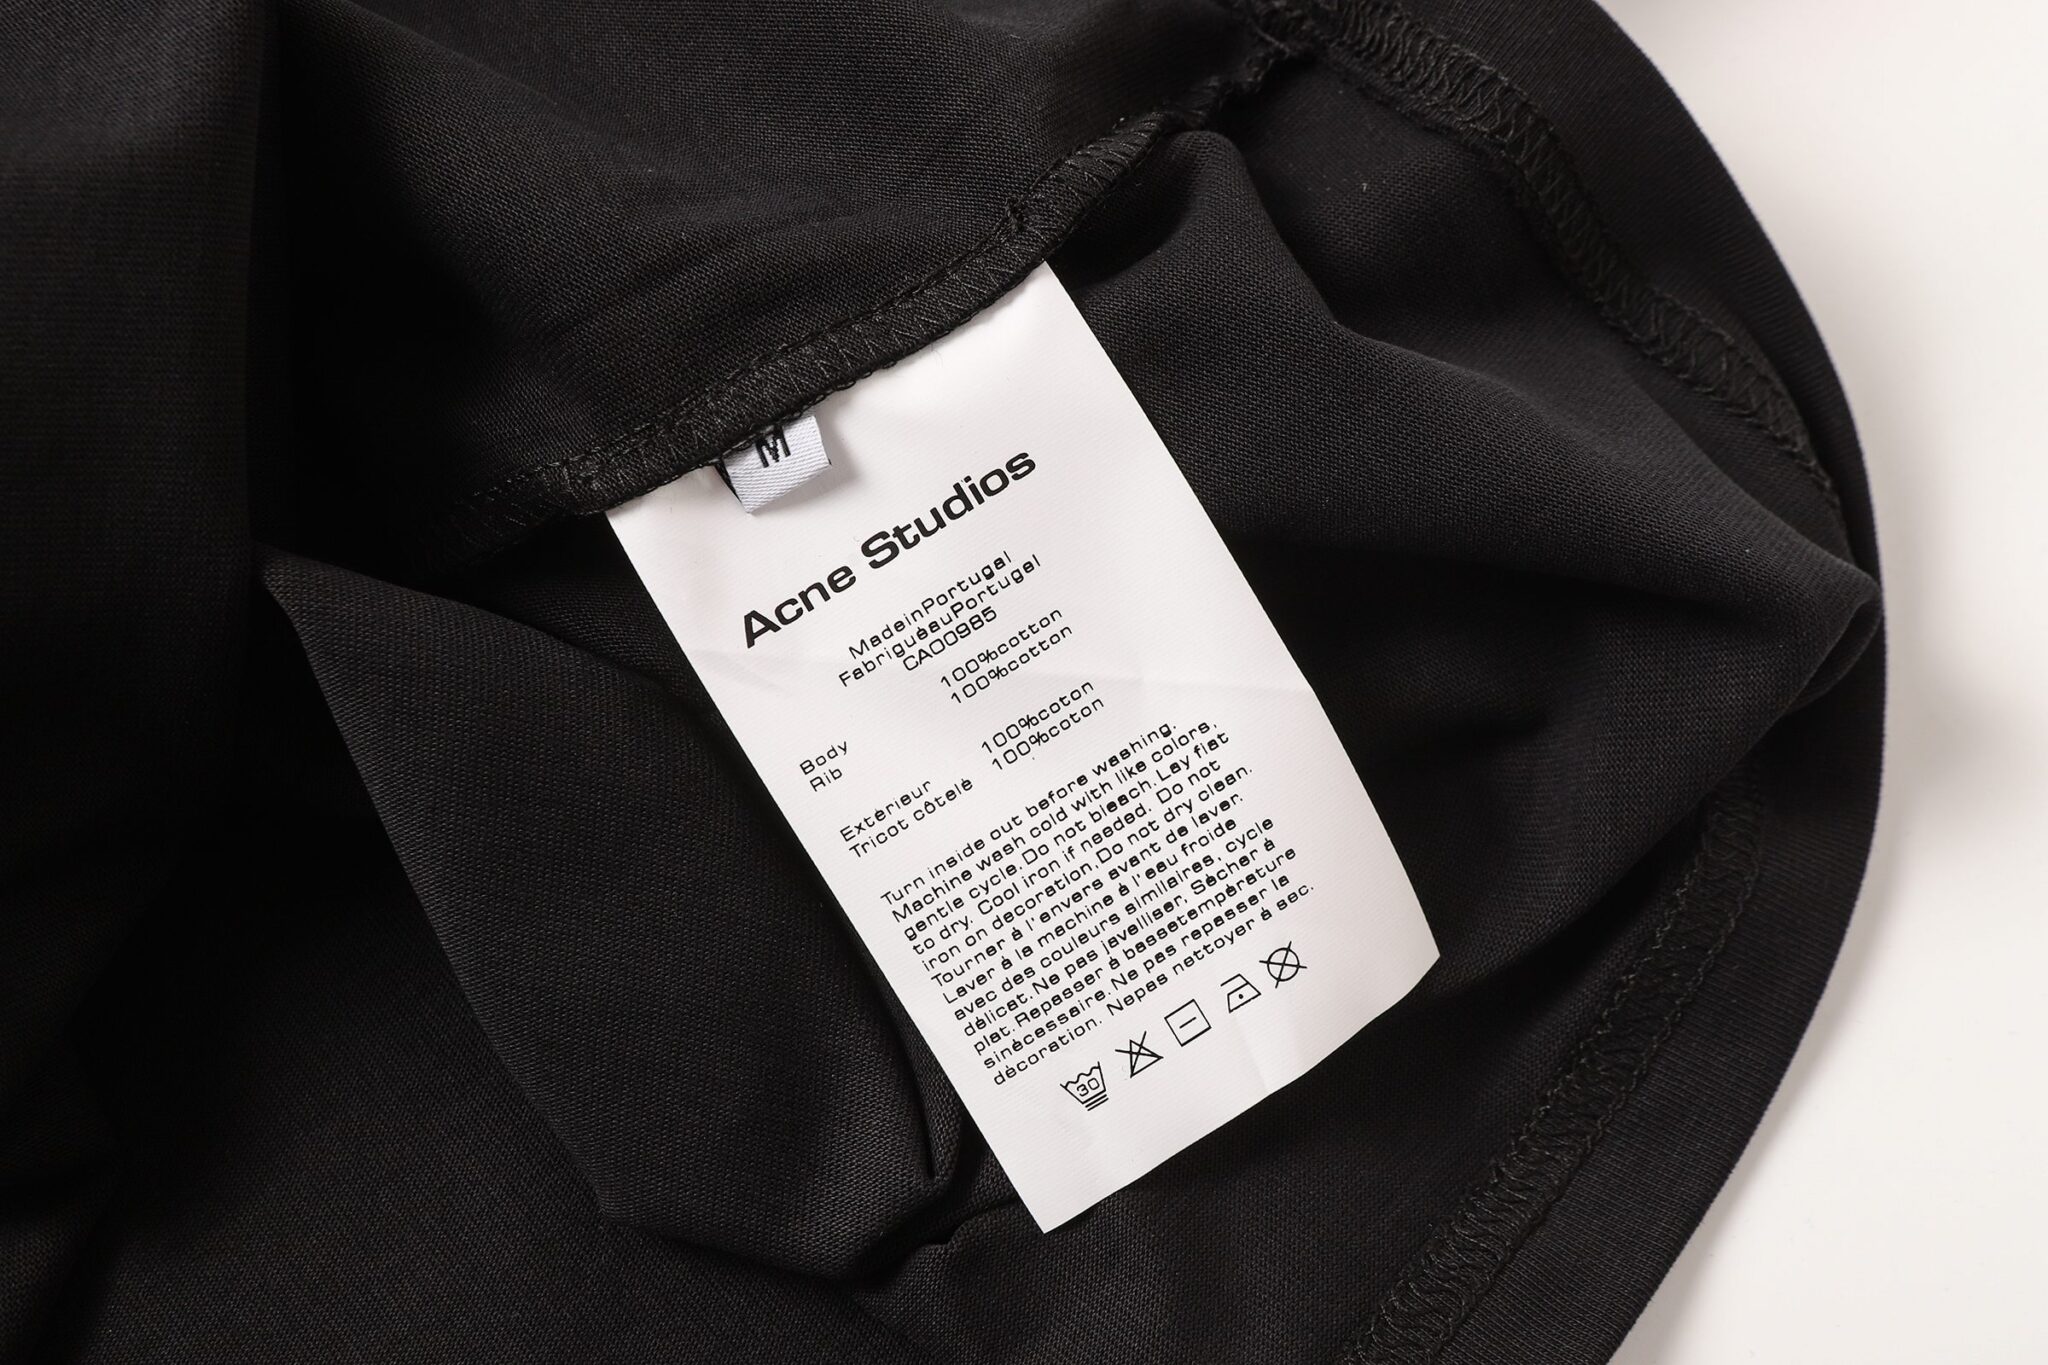 M
Acne Studios
MadeinPortugal
FabriguéauPortugel
CA00985
100%cotton
100%cotton
Body 100%coton
Rib 100%coton
Extérieur
Tricot côtelé
Turn inside out before washing.
Machine wash cold with like colors,
gentle cycle. Do not bleach. Lay flat
to dry. Cool iron if needed. Do not
iron on decoration. Do not dry clean.
Tourner à l'envers avant de laver.
Laver à la machine à l'eau froide
avec des couleurs similaires, cycle
délicat. Ne pas javelliser, Sécher à
plat. Repasser à bassetempérature
sinécessaire. Ne pas repasser la
décoration. Nepas nettoyer à sec.
30